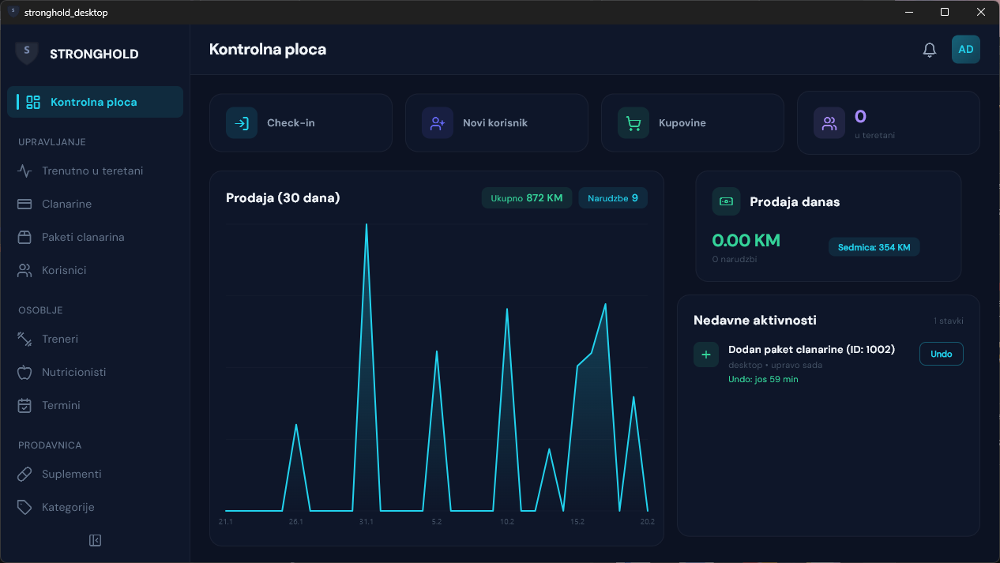 stronghold_desktop
S
STRONGHOLD
Kontrolna ploca
UPRAVLJANJE
Trenutno u teretani
Clanarine
Paketi clanarina
Korisnici
OSOBLJE
Treneri
Nutricionisti
Termini
PRODAVNICA
Suplementi
Kategorije
Kontrolna ploca
AD
Check-in
Novi korisnik
Kupovine
0
u teretani
Prodaja (30 dana)
Ukupno 872 KM
Narudzbe 9
21.1 26.1 31.1 5.2 10.2 15.2 20.2
Prodaja danas
0.00 KM
0 narudzbi
Sedmica: 354 KM
Nedavne aktivnosti
1 stavki
Dodan paket clanarine (ID: 1002)
desktop • upravo sada
Undo: jos 59 min
Undo